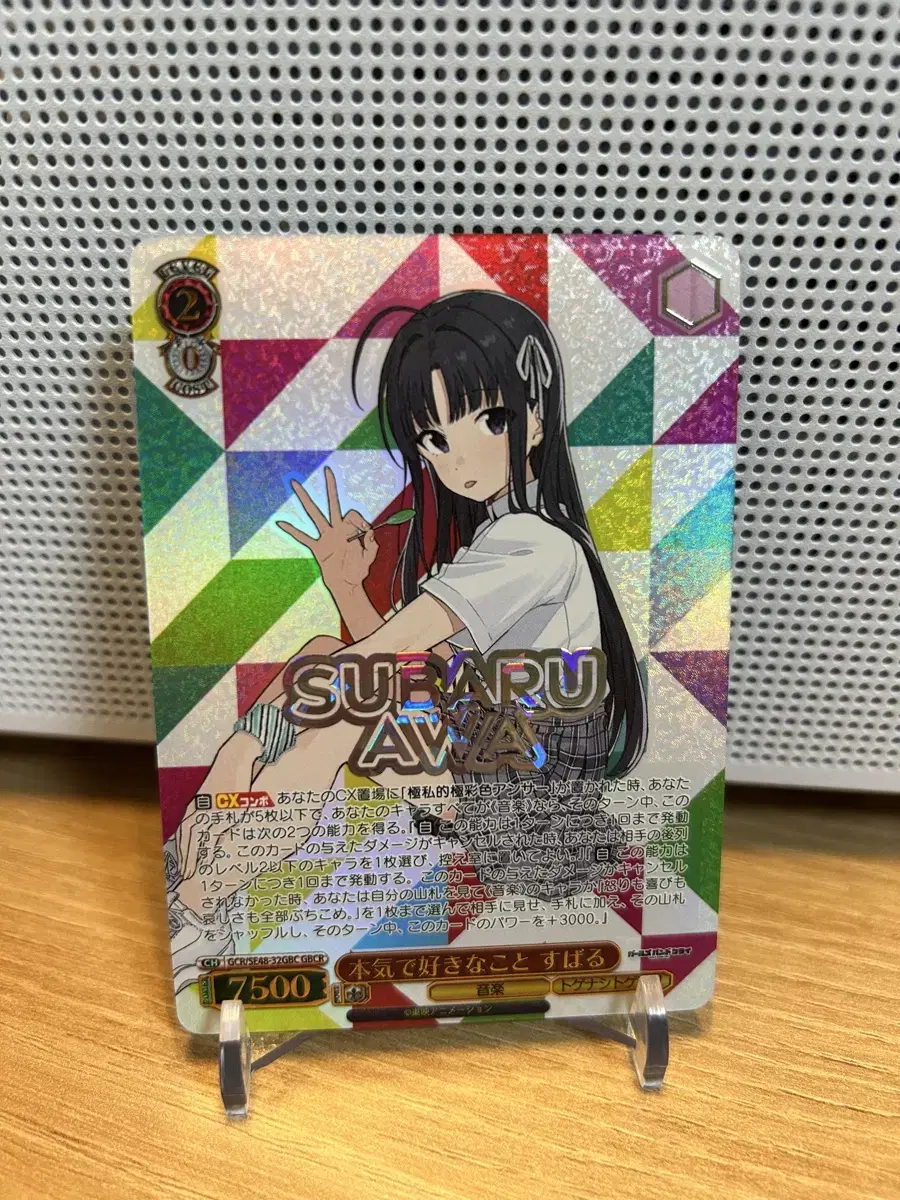 LEVEL
2
0
COST
SUBARU
AWA
自 CXコンボ あなたのCX置場に「極私的極彩色アンサー」が置かれた時、あなた
の手札が5枚以下で、あなたのキャラすべてが《音楽》なら、そのターン中、この
カードは次の2つの能力を得る。『自 この能力は1ターンにつき1回まで発動
する。このカードの与えたダメージがキャンセルされた時、あなたは相手の後列
のレベル2以下のキャラを1枚選び、控え室に置いてよい。』『自 この能力は
1ターンにつき1回まで発動する。このカードの与えたダメージがキャンセル
されなかった時、あなたは自分の山札を見て《音楽》のキャラか「怒りも喜びも
哀しさも全部ぶちこめ。」を1枚まで選んで相手に見せ、手札に加え、その山札
をシャッフルし、そのターン中、このカードのパワーを+3000。』
CH GCR/SE48-32GBC GBCR
本気で好きなこと すばる
ガールズバンドクライ
7500
音楽
トゲナシトゲ
©東映アニメーション